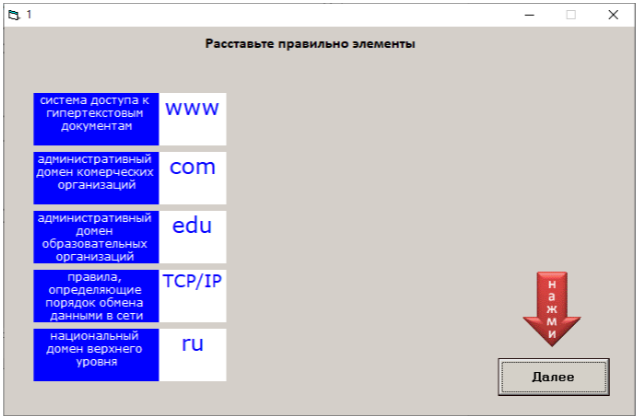 1
Расставьте правильно элементы
система доступа к
гипертекстовым
документам
www
административный
домен комерческих
организаций
com
административный
домен
образовательных
организаций
edu
правила,
определяющие
порядок обмена
данными в сети
TCP/IP
национальный
домен верхнего
уровня
ru
нажми
Далее